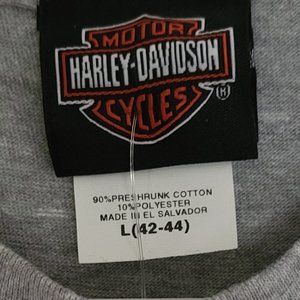 MOTOR
HARLEY-DAVIDSON
CYCLES
®
90%PRESHRUNK COTTON
10%POLYESTER
MADE IN EL SALVADOR
L(42-44)